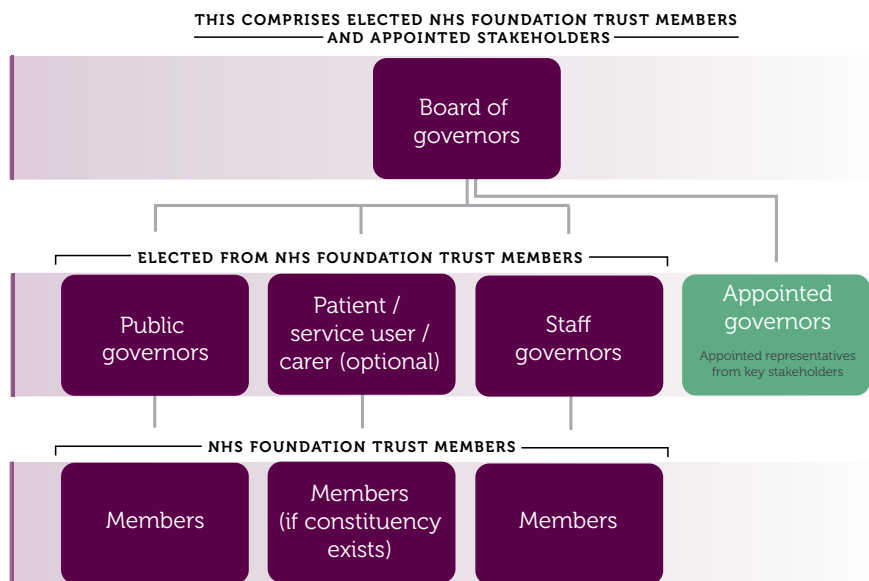 THIS COMPRISES ELECTED NHS FOUNDATION TRUST MEMBERS
AND APPOINTED STAKEHOLDERS
Board of
governors
ELECTED FROM NHS FOUNDATION TRUST MEMBERS
Public
governors
Patient /
service user /
carer (optional)
Staff
governors
Appointed
governors
Appointed representatives
from key stakeholders
NHS FOUNDATION TRUST MEMBERS
Members
Members
(if constituency
exists)
Members